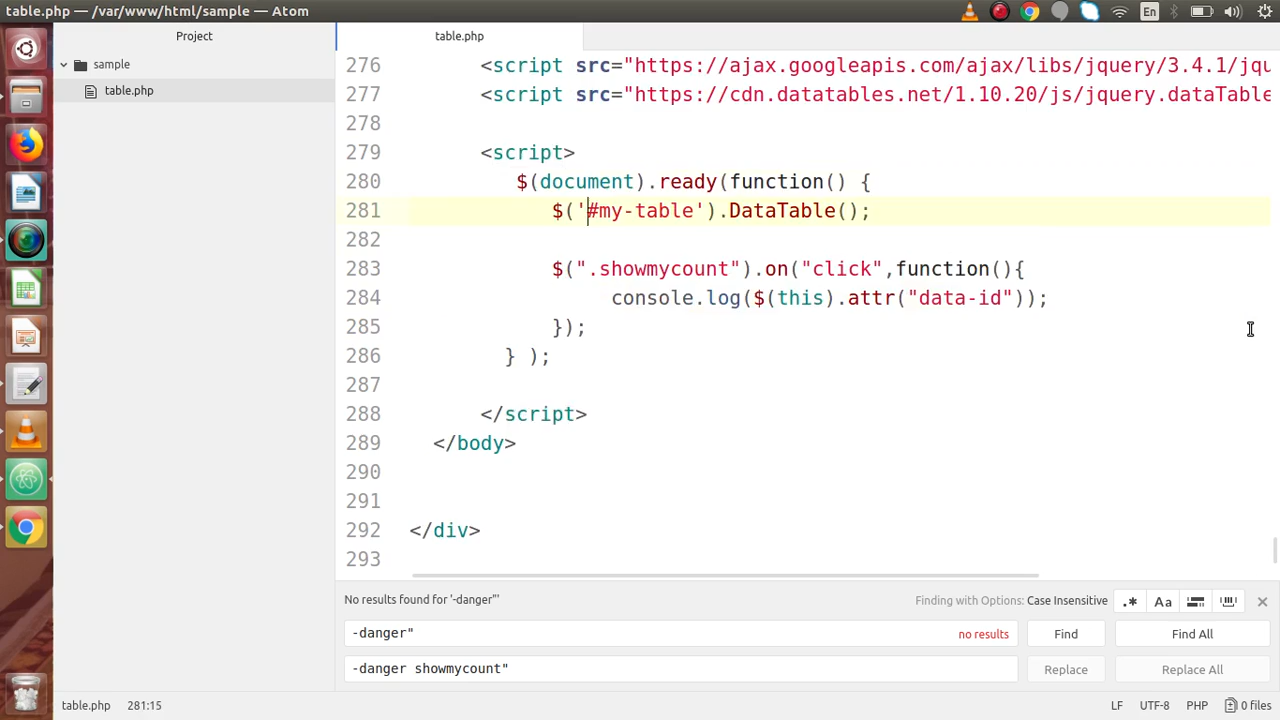 table.php — /var/www/html/sample — Atom
En
Project
table.php
sample
table.php
276 <script src="https://ajax.googleapis.com/ajax/libs/jquery/3.4.1/jqu
277 <script src="https://cdn.datatables.net/1.10.20/js/jquery.dataTable
278
279 <script>
280 $(document).ready(function() {
281 $('#my-table').DataTable();
282
283 $(".showmycount").on("click",function(){
284 console.log($(this).attr("data-id"));
285 });
286 } );
287
288 </script>
289 </body>
290
291
292 </div>
293
No results found for '-danger"'
Finding with Options: Case Insensitive
.* Aa
-danger"
no results
Find
Find All
-danger showmycount"
Replace
Replace All
table.php 281:15
LF UTF-8 PHP 0 files